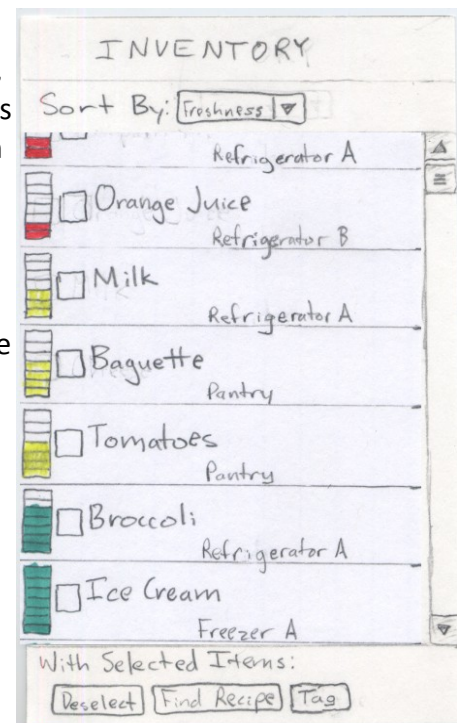 INVENTORY
s
Sort By: Freshness
Refrigerator A
Orange Juice
Refrigerator B
Milk
Refrigerator A
e
Baguette
Pantry
Tomatoes
Pantry
Broccoli
Refrigerator A
Ice Cream
Freezer A
With Selected Items:
Deselect Find Recipe Tag